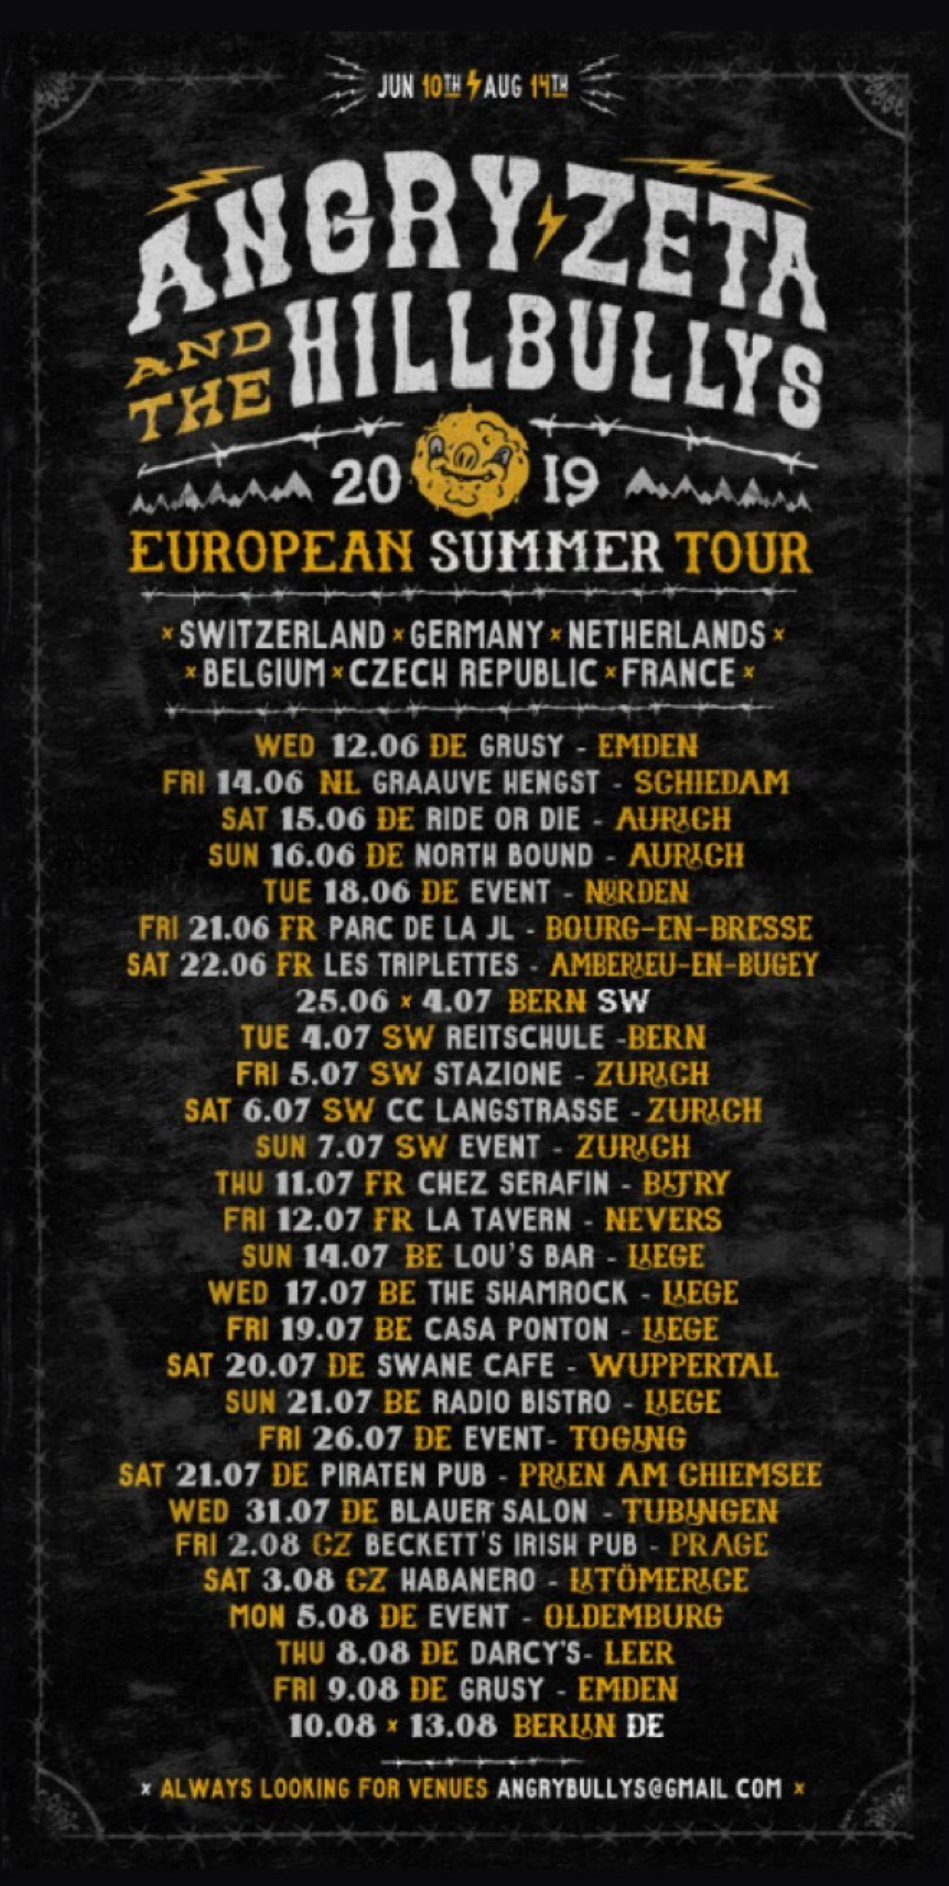 JUN 10TH AUG 14TH
ANGRY ZETA
AND THE HILLBULLYS
2019
EUROPEAN SUMMER TOUR
× SWITZERLAND × GERMANY × NETHERLANDS ×
× BELGIUM × CZECH REPUBLIC × FRANCE ×
WED 12.06 DE GRUSY - EMDEN
FRI 14.06 NL GRAAUVE HENGST - SCHIEDAM
SAT 15.06 DE RIDE OR DIE - AURICH
SUN 16.06 DE NORTH BOUND - AURICH
TUE 18.06 DE EVENT - NORDEN
FRI 21.06 FR PARC DE LA JL - BOURG-EN-BRESSE
SAT 22.06 FR LES TRIPLETTES - AMBERIEU-EN-BUGEY
25.06 × 4.07 BERN SW
TUE 4.07 SW REITSCHULE -BERN
FRI 5.07 SW STAZIONE - ZURICH
SAT 6.07 SW CC LANGSTRASSE - ZURICH
SUN 7.07 SW EVENT - ZURICH
THU 11.07 FR CHEZ SERAFIN - BITRY
FRI 12.07 FR LA TAVERN - NEVERS
SUN 14.07 BE LOU'S BAR - LIEGE
WED 17.07 BE THE SHAMROCK - LIEGE
FRI 19.07 BE CASA PONTON - LIEGE
SAT 20.07 DE SWANE CAFE - WUPPERTAL
SUN 21.07 BE RADIO BISTRO - LIEGE
FRI 26.07 DE EVENT- TOGING
SAT 21.07 DE PIRATEN PUB - PRIEN AM CHIEMSEE
WED 31.07 DE BLAUER SALON - TUBINGEN
FRI 2.08 CZ BECKETT'S IRISH PUB - PRAGE
SAT 3.08 CZ HABANERO - LITÖMERICE
MON 5.08 DE EVENT - OLDEMBURG
THU 8.08 DE DARCY'S- LEER
FRI 9.08 DE GRUSY - EMDEN
10.08 × 13.08 BERLIN DE
× ALWAYS LOOKING FOR VENUES ANGRYBULLYS@GMAIL.COM ×